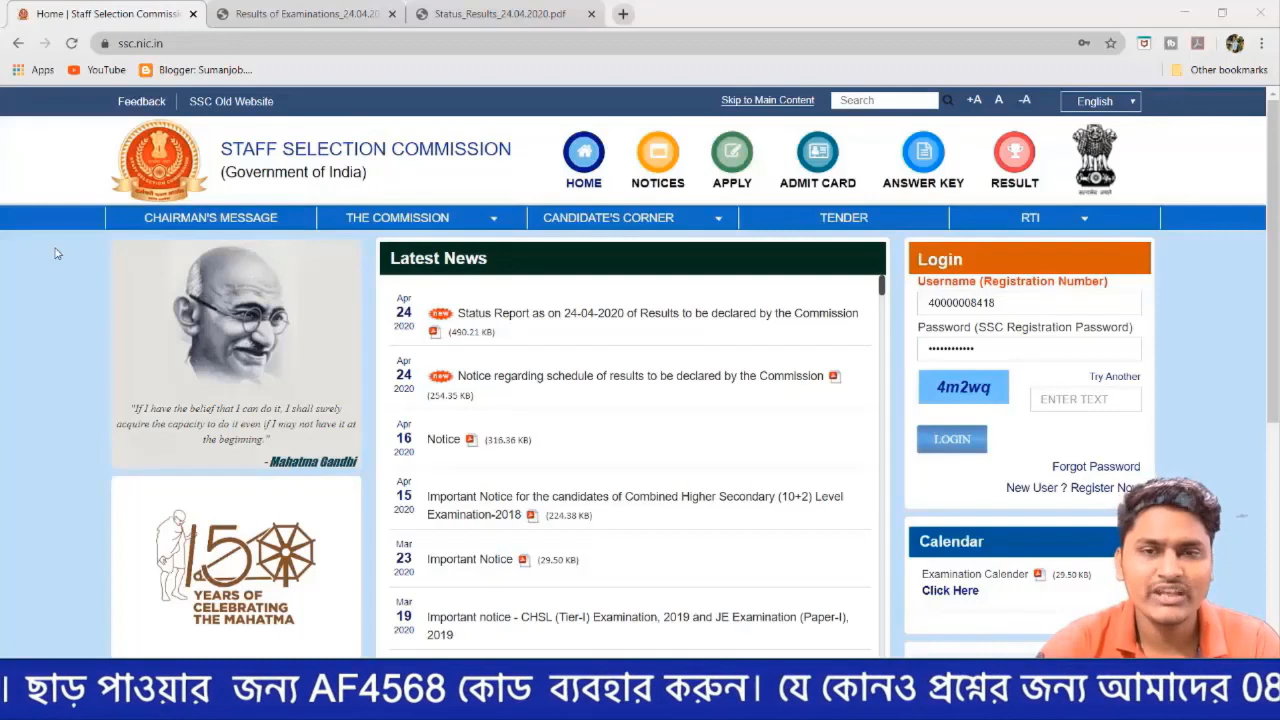 Home | Staff Selection Commissi
Results of Examinations_24.04.20
Status_Results_24.04.2020.pdf
ssc.nic.in
Apps
YouTube
Blogger: Sumanjob....
Other bookmarks
Feedback
SSC Old Website
Skip to Main Content
Search
+A A -A
English
STAFF SELECTION COMMISSION
(Government of India)
HOME
NOTICES
APPLY
ADMIT CARD
ANSWER KEY
RESULT
CHAIRMAN'S MESSAGE
THE COMMISSION
CANDIDATE'S CORNER
TENDER
RTI
"If I have the belief that I can do it, I shall surely
acquire the capacity to do it even if I may not have it at
the beginning."
- Mahatma Gandhi
150
YEARS OF
CELEBRATING
THE MAHATMA
Latest News
Apr
24
2020
new Status Report as on 24-04-2020 of Results to be declared by the Commission
(490.21 KB)
Apr
24
2020
new Notice regarding schedule of results to be declared by the Commission
(254.35 KB)
Apr
16
2020
Notice (316.36 KB)
Apr
15
2020
Important Notice for the candidates of Combined Higher Secondary (10+2) Level
Examination-2018 (224.38 KB)
Mar
23
2020
Important Notice (29.50 KB)
Mar
19
2020
Important notice - CHSL (Tier-I) Examination, 2019 and JE Examination (Paper-I),
2019
Login
Username (Registration Number)
40000008418
Password (SSC Registration Password)
••••••••••••
4m2wq
Try Another
ENTER TEXT
LOGIN
Forgot Password
New User ? Register No
Calendar
Examination Calender (29.50 KB)
Click Here
। ছাড় পাওয়ার জন্য AF4568 কোড ব্যবহার করুন। যে কোনও প্রশ্নের জন্য আমাদের 08